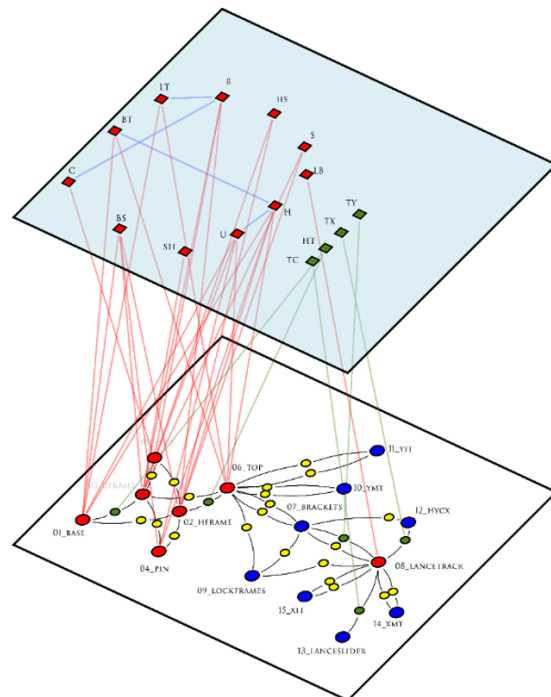 B
LT
HS
BT
S
C
LB
H
TY
BS
U
TX
SH
HT
TC
11_YIT
06_TOP
10_YMT
07_BRACKETS
12_HYCX
02_HFRAME
01_BASE
04_PIN
08_LANCETRACK
09_LOCKFRAMES
15_XIT
14_XMT
13_LANCESLIDER